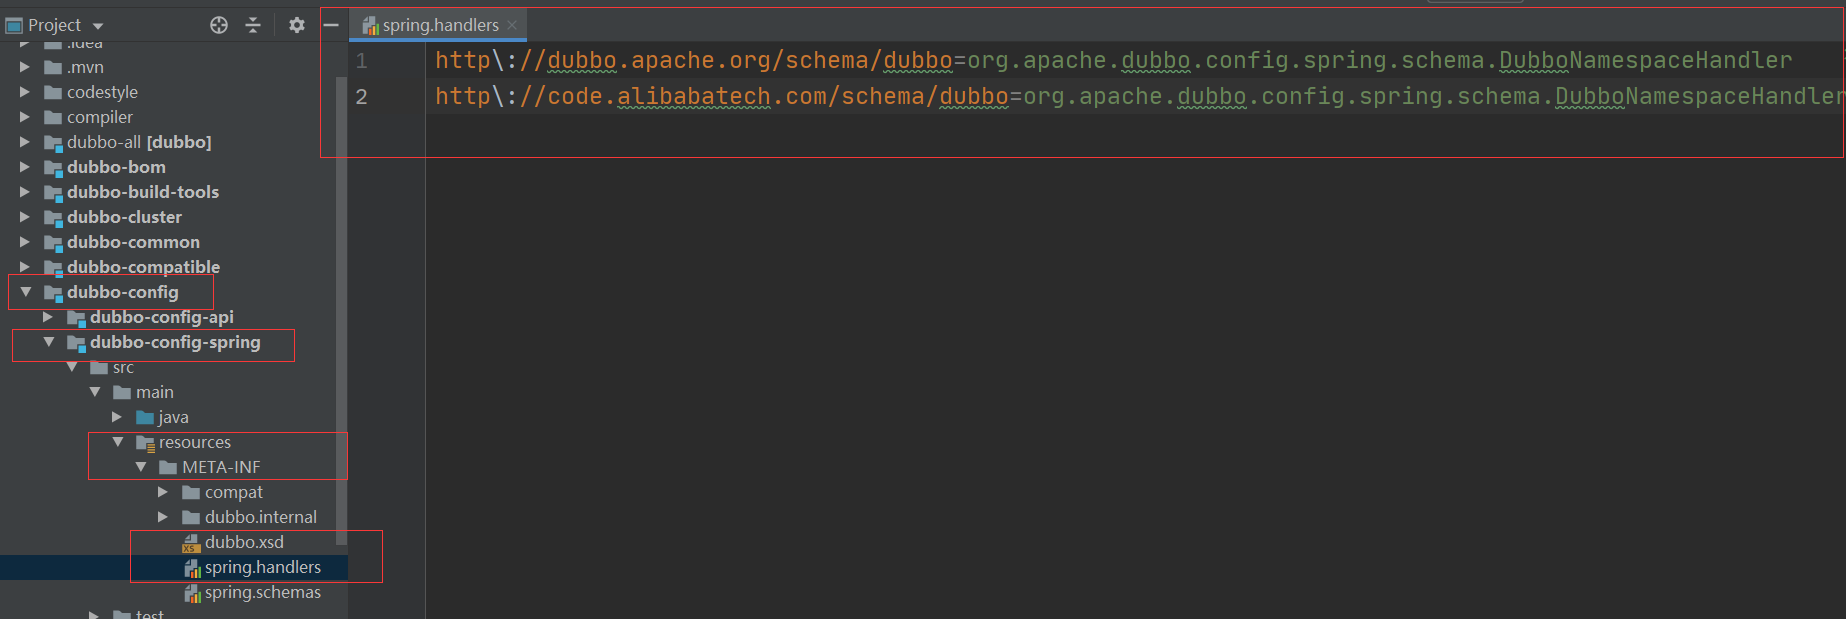 Project
spring.handlers
.idea
.mvn
codestyle
compiler
dubbo-all [dubbo]
dubbo-bom
dubbo-build-tools
dubbo-cluster
dubbo-common
dubbo-compatible
dubbo-config
dubbo-config-api
dubbo-config-spring
src
main
java
resources
META-INF
compat
dubbo.internal
dubbo.xsd
spring.handlers
spring.schemas
test
1 http\://dubbo.apache.org/schema/dubbo=org.apache.dubbo.config.spring.schema.DubboNamespaceHandler
2 http\://code.alibabatech.com/schema/dubbo=org.apache.dubbo.config.spring.schema.DubboNamespaceHandler